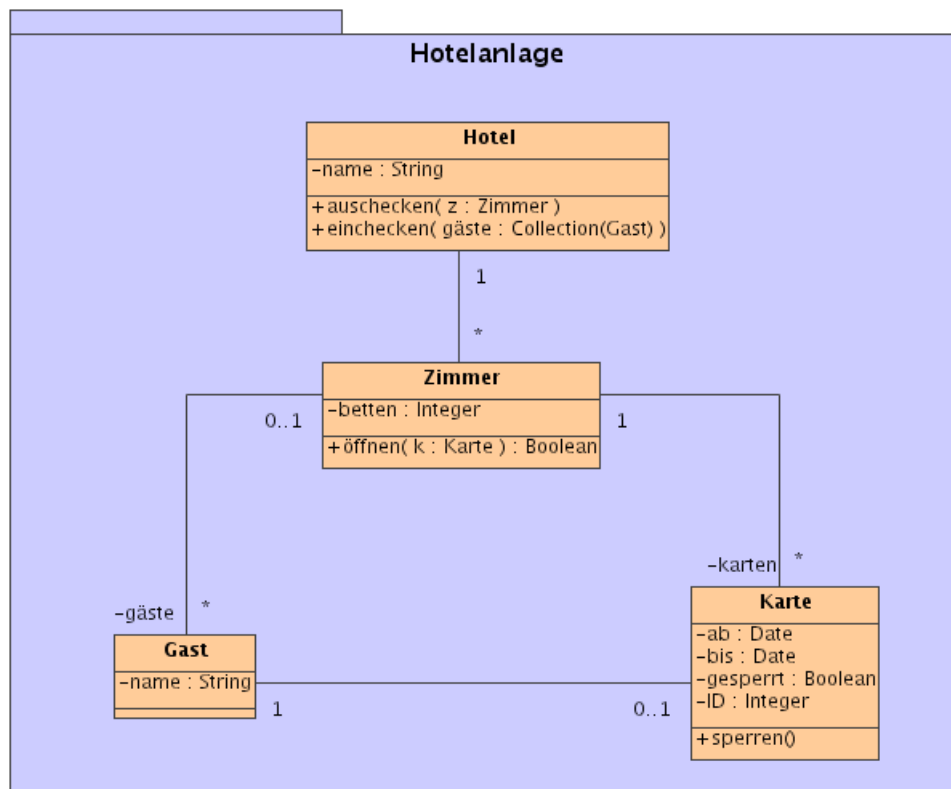 Hotelanlage
Hotel
-name : String
+auschecken( z : Zimmer )
+einchecken( gäste : Collection(Gast) )
1
*
Zimmer
-betten : Integer
+öffnen( k : Karte ) : Boolean
0..1
1
-karten
*
-gäste
*
Gast
-name : String
1
0..1
Karte
-ab : Date
-bis : Date
-gesperrt : Boolean
-ID : Integer
+sperren()